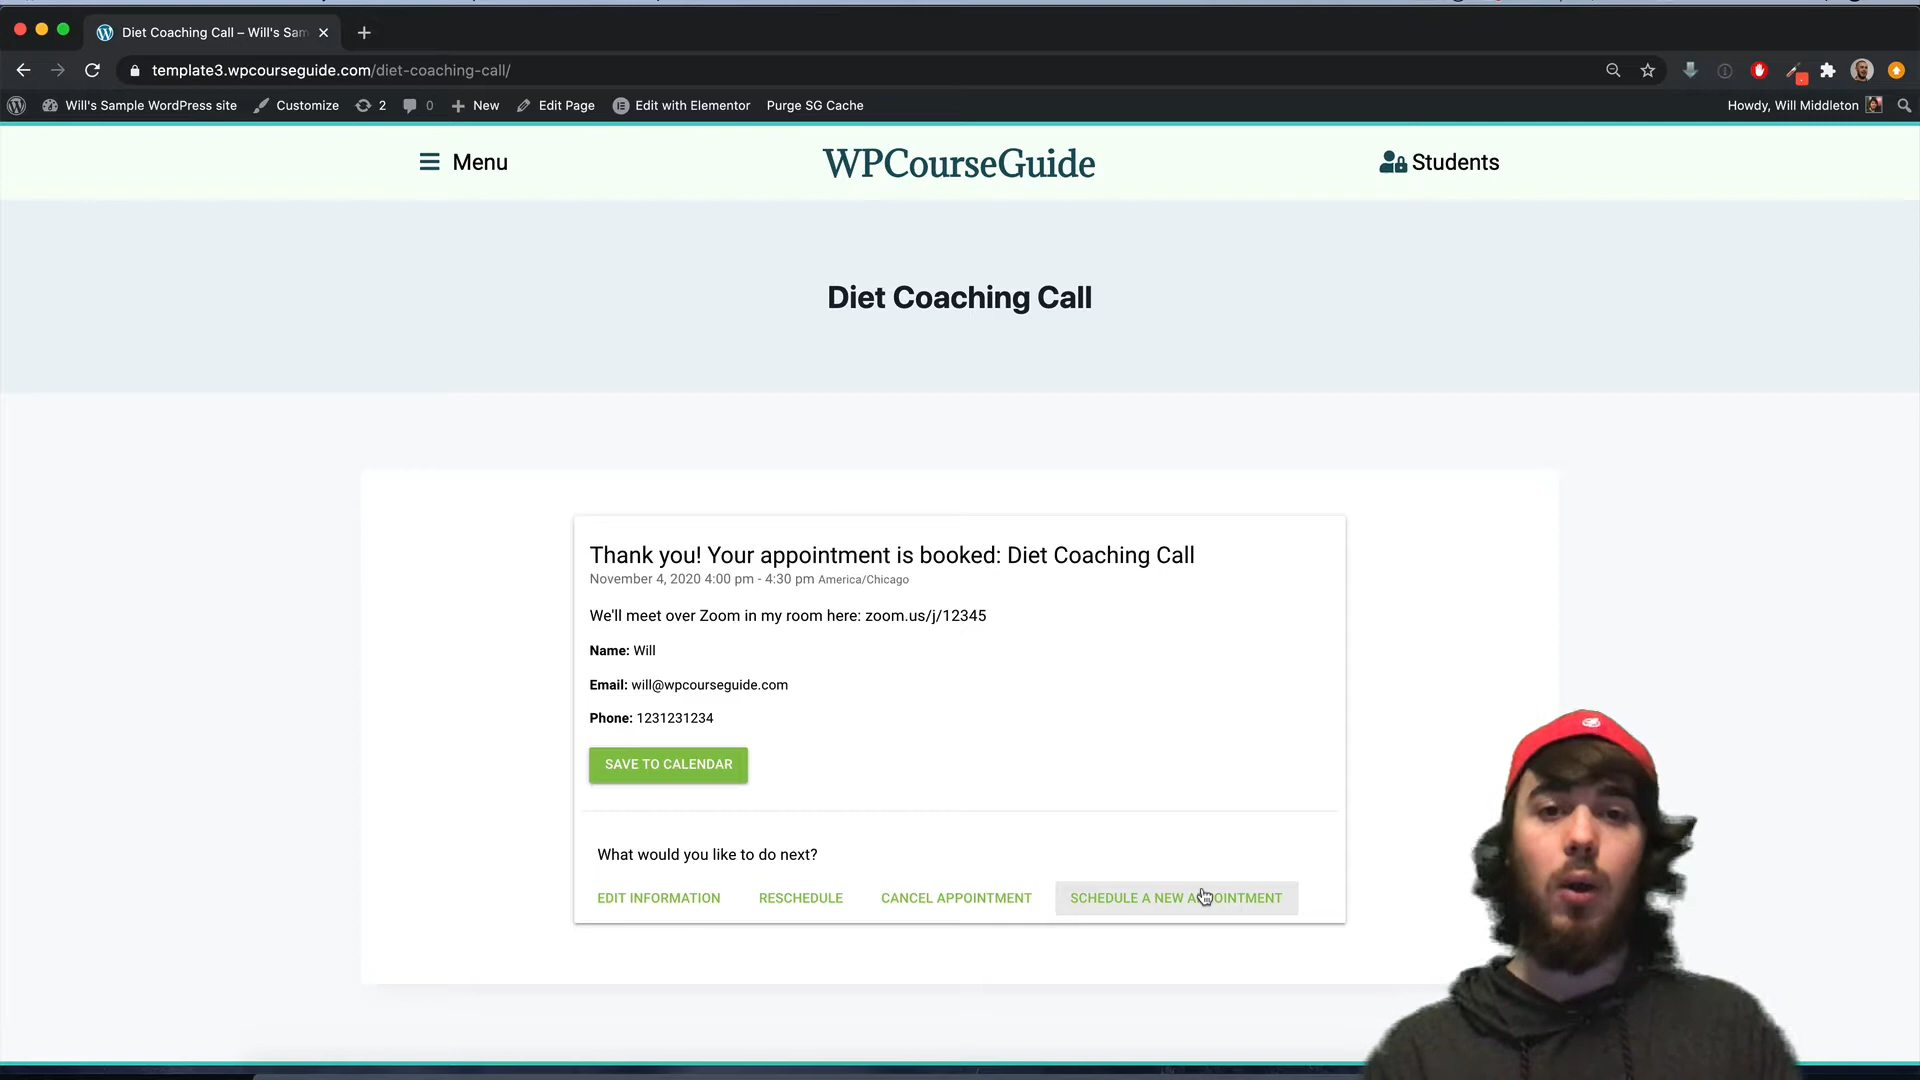 Diet Coaching Call – Will's Sam
template3.wpcourseguide.com/diet-coaching-call/
Will's Sample WordPress site Customize 2 0 New Edit Page Edit with Elementor Purge SG Cache Howdy, Will Middleton
Menu WPCourseGuide Students
Diet Coaching Call
Thank you! Your appointment is booked: Diet Coaching Call
November 4, 2020 4:00 pm - 4:30 pm America/Chicago
We'll meet over Zoom in my room here: zoom.us/j/12345
Name: Will
Email: will@wpcourseguide.com
Phone: 1231231234
SAVE TO CALENDAR
What would you like to do next?
EDIT INFORMATION RESCHEDULE CANCEL APPOINTMENT SCHEDULE A NEW APPOINTMENT